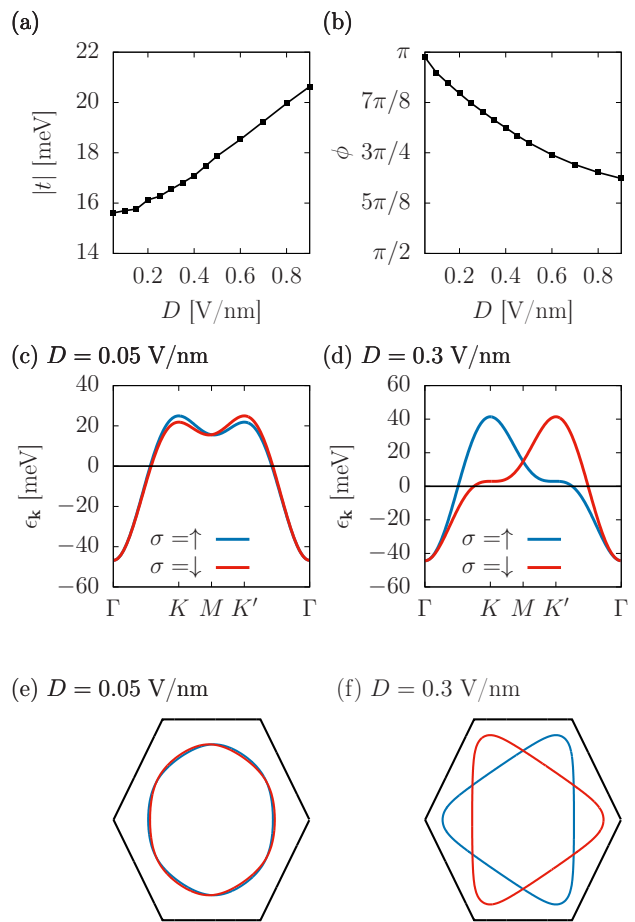 (a)
|t| [meV]
22
20
18
16
14
0.2 0.4 0.6 0.8
D [V/nm]
(b)
ϕ
π
7π/8
3π/4
5π/8
π/2
0.2 0.4 0.6 0.8
D [V/nm]
(c) D = 0.05 V/nm
ϵ𝐤 [meV]
40
20
0
−20
−40
−60
σ =↑
σ =↓
Γ K M K′ Γ
(d) D = 0.3 V/nm
ϵ𝐤 [meV]
60
40
20
0
−20
−40
−60
σ =↑
σ =↓
Γ K M K′ Γ
(e) D = 0.05 V/nm
(f) D = 0.3 V/nm